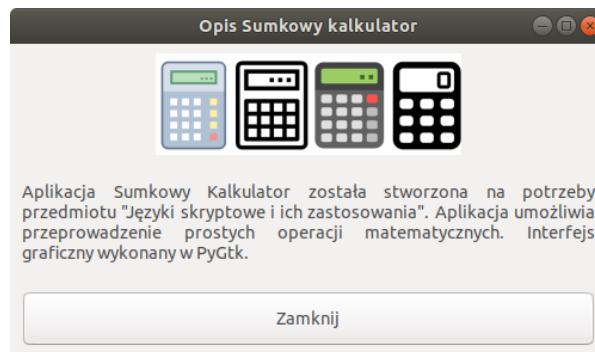 Opis Sumkowy kalkulator
0
Aplikacja Sumkowy Kalkulator została stworzona na potrzeby
przedmiotu "Języki skryptowe i ich zastosowania". Aplikacja umożliwia
przeprowadzenie prostych operacji matematycznych. Interfejs
graficzny wykonany w PyGtk.
Zamknij